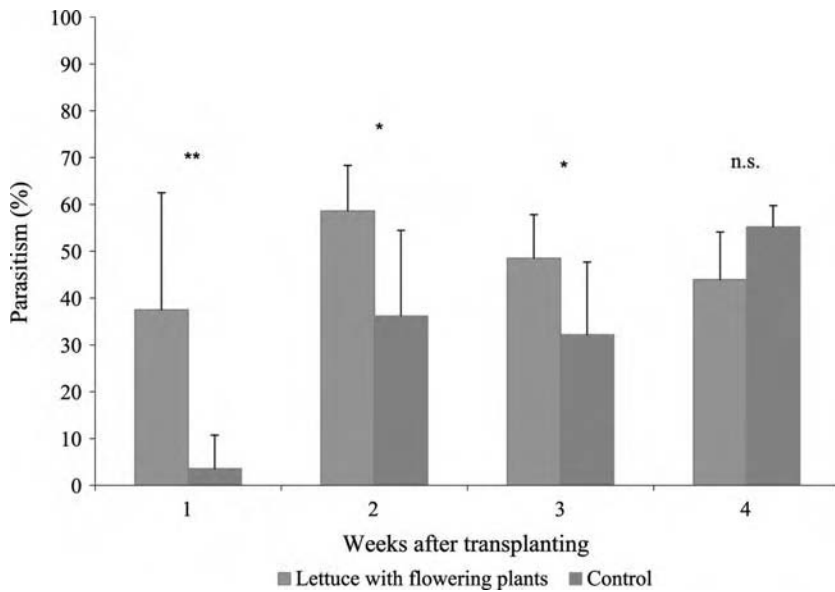 100
90
80
70
60
50
40
30
20
10
0
Parasitism (%)
**
*
*
n.s.
1 2 3 4
Weeks after transplanting
Lettuce with flowering plants Control